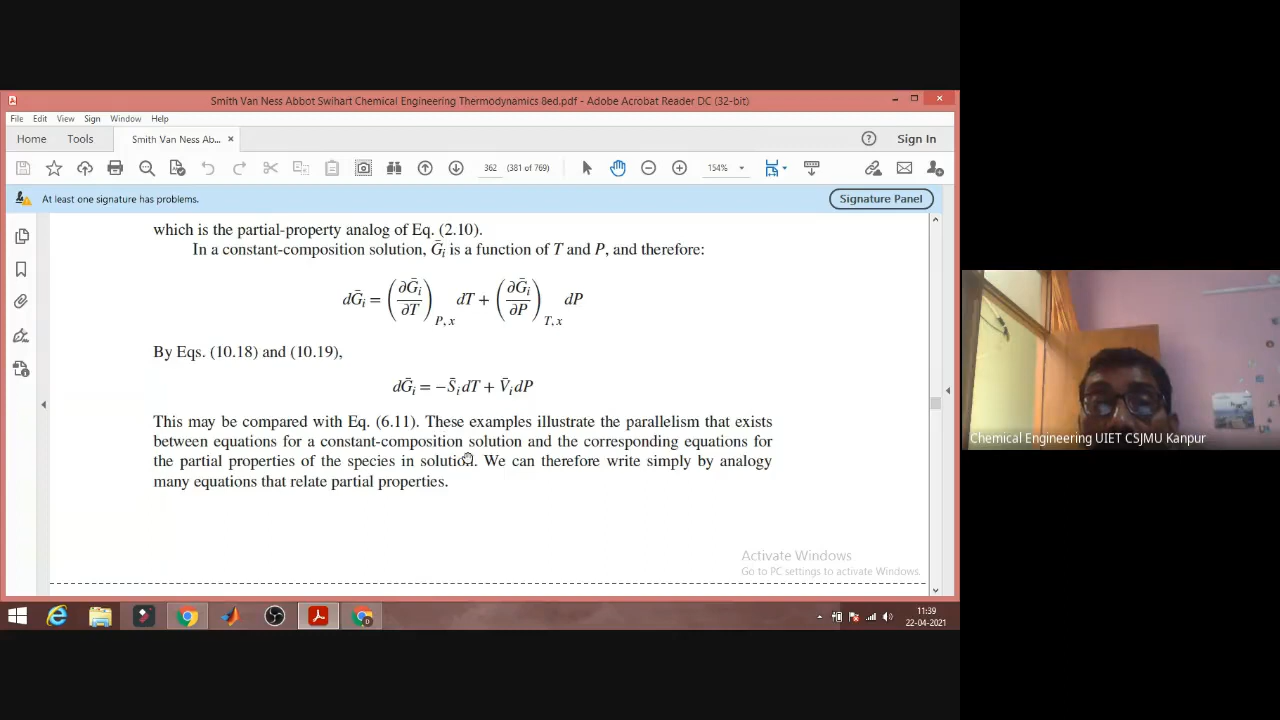 Smith Van Ness Abbot Swihart Chemical Engineering Thermodynamics 8ed.pdf - Adobe Acrobat Reader DC (32-bit)
File Edit View Sign Window Help
Home Tools Smith Van Ness Ab... × Sign In
362 (381 of 769) 154%
At least one signature has problems. Signature Panel
which is the partial-property analog of Eq. (2.10).
In a constant-composition solution, Ḡi is a function of T and P, and therefore:
dḠi = (∂Ḡi/∂T)P, x dT + (∂Ḡi/∂P)T, x dP
By Eqs. (10.18) and (10.19),
dḠi = −S̄i dT + V̄i dP
This may be compared with Eq. (6.11). These examples illustrate the parallelism that exists
between equations for a constant-composition solution and the corresponding equations for
the partial properties of the species in solution. We can therefore write simply by analogy
many equations that relate partial properties.
Activate Windows
Go to PC settings to activate Windows.
11:39
22-04-2021
Chemical Engineering UIET CSJMU Kanpur